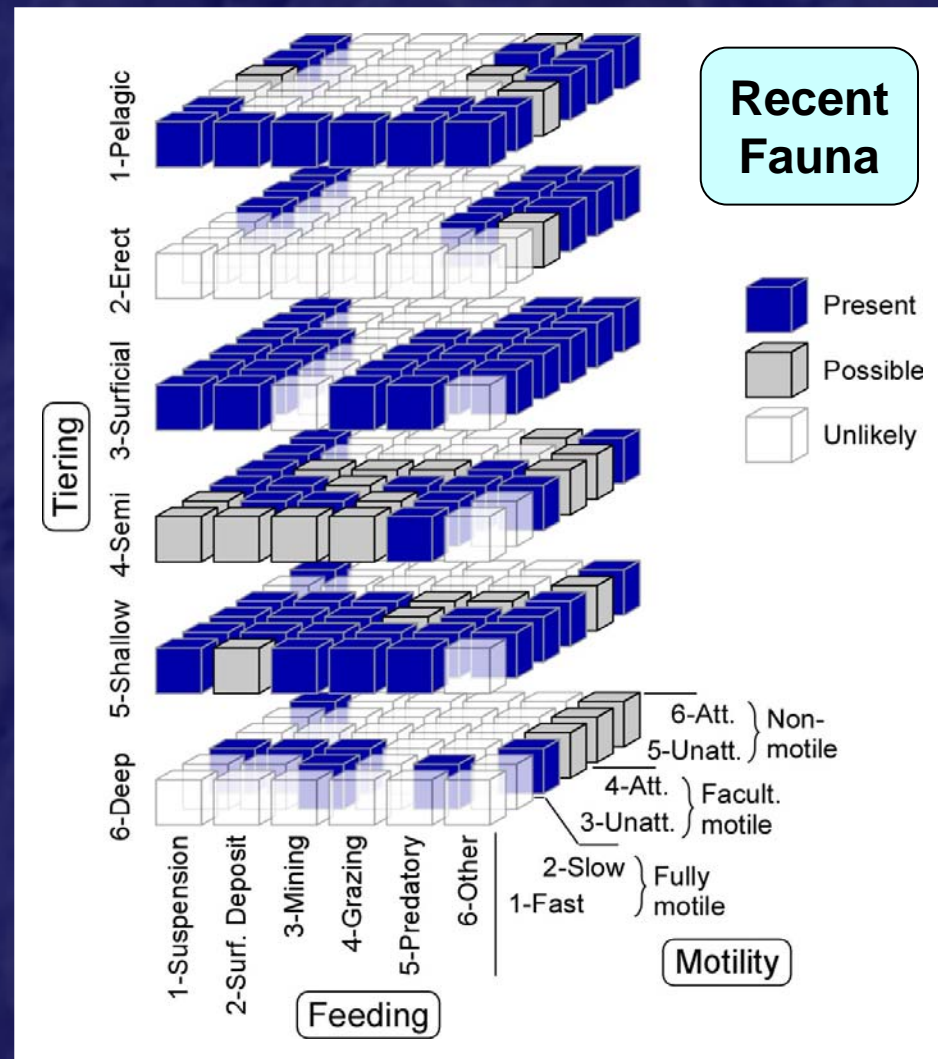 Recent
Fauna
Present
Possible
Unlikely
Tiering
1-Pelagic
2-Erect
3-Surficial
4-Semi
5-Shallow
6-Deep
6-Att.
5-Unatt.
Non-
motile
4-Att.
3-Unatt.
Facult.
motile
2-Slow
1-Fast
Fully
motile
Motility
1-Suspension
2-Surf. Deposit
3-Mining
4-Grazing
5-Predatory
6-Other
Feeding